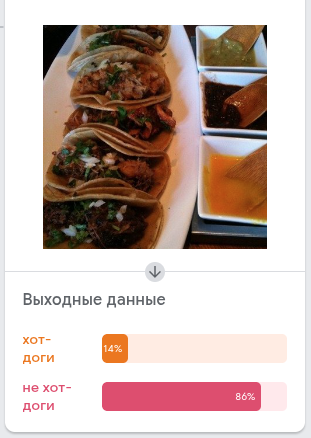 Выходные данные
хот-
доги
14%
не хот-
доги
86%